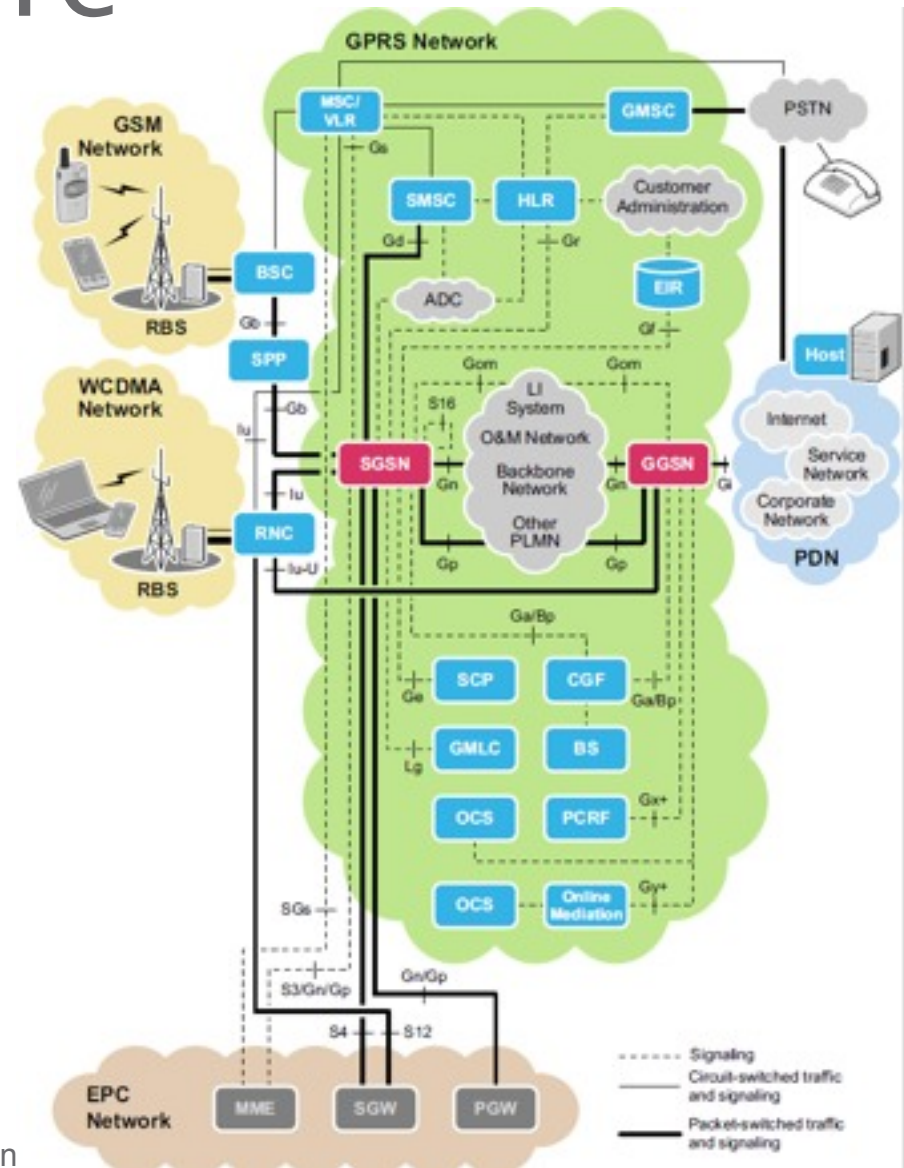 GPRS Network
MSC/
VLR
GMSC
PSTN
GSM
Network
Gs
SMSC
HLR
Customer
Administration
Gd
Gr
BSC
EIR
ADC
RBS
Gb
Gf
SPP
Host
Gom
Gom
WCDMA
Network
LI
System
S16
Gb
Internet
Iu
O&M Network
Service
Network
SGSN
GGSN
Backbone
Network
Gn
Gn
Gi
Iu
Corporate
Network
Other
PLMN
RNC
PDN
Gp
Gp
Iu-U
RBS
Ga/Bp
SCP
CGF
Ge
Ga/Bp
GMLC
BS
Lg
Gx+
OCS
PCRF
Gy+
OCS
Online
Mediation
SGs
Gn/Gp
S3/Gn/Gp
S4
S12
EPC
Network
MME
SGW
PGW
Signaling
Circuit-switched traffic
and signaling
Packet-switched traffic
and signaling
n